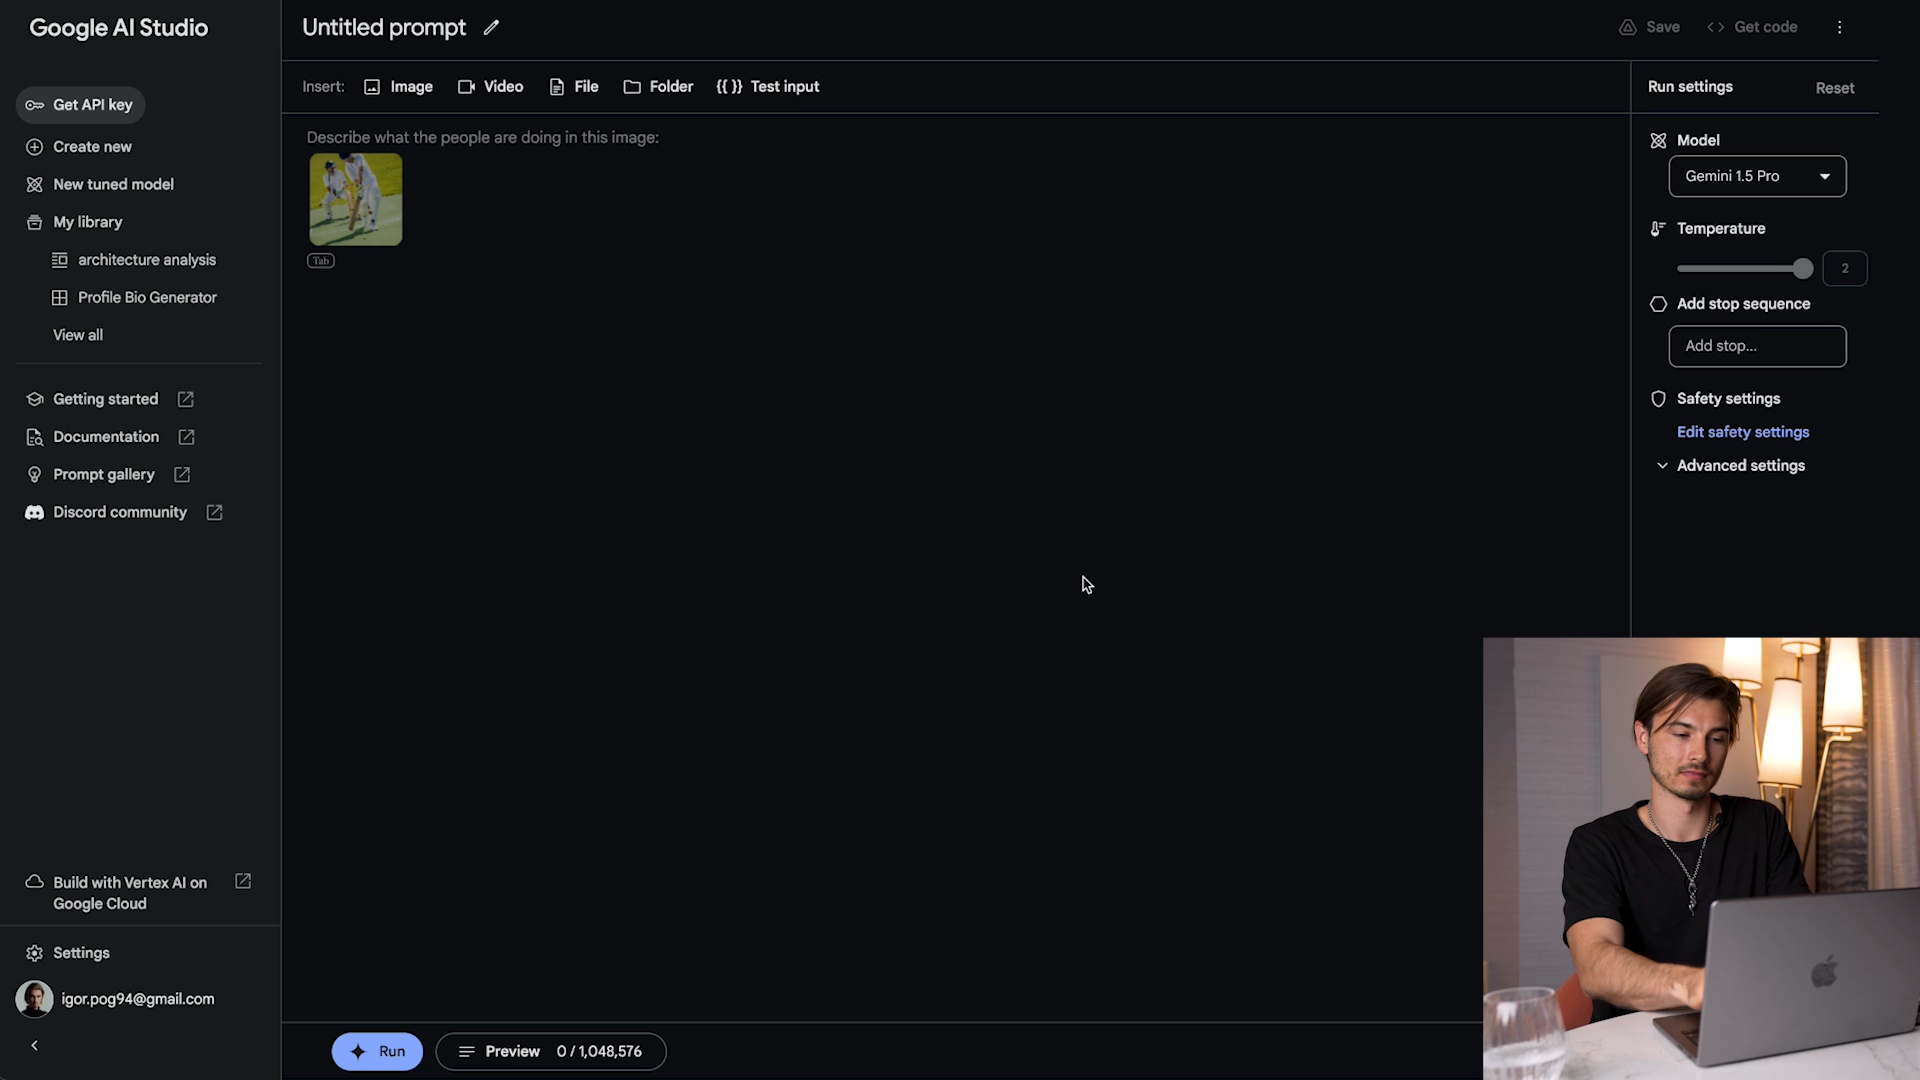 Google AI Studio
Untitled prompt
Save
Get code
Get API key
Create new
New tuned model
My library
architecture analysis
Profile Bio Generator
View all
Getting started
Documentation
Prompt gallery
Discord community
Build with Vertex AI on
Google Cloud
Settings
igor.pog94@gmail.com
Insert:
Image
Video
File
Folder
{{ }} Test input
Describe what the people are doing in this image:
Tab
Run
Preview 0 / 1,048,576
Run settings
Reset
Model
Gemini 1.5 Pro
Temperature
2
Add stop sequence
Add stop...
Safety settings
Edit safety settings
Advanced settings